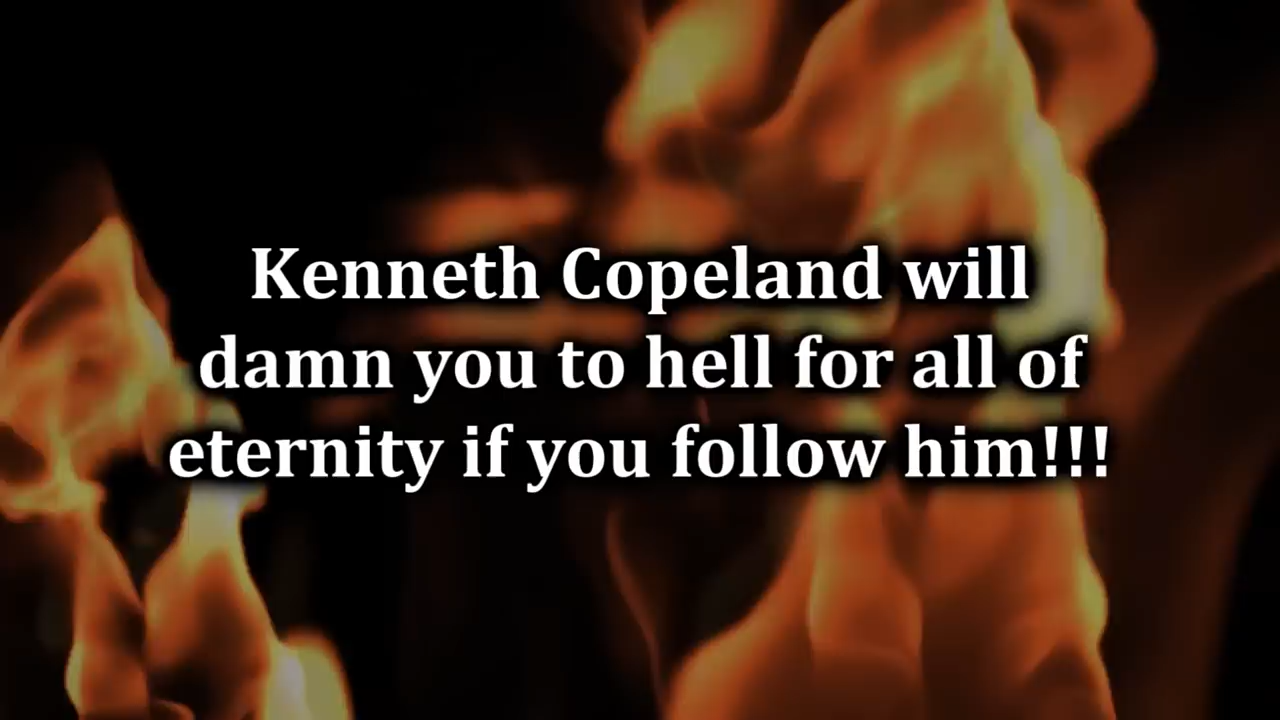 Kenneth Copeland will
damn you to hell for all of
eternity if you follow him!!!